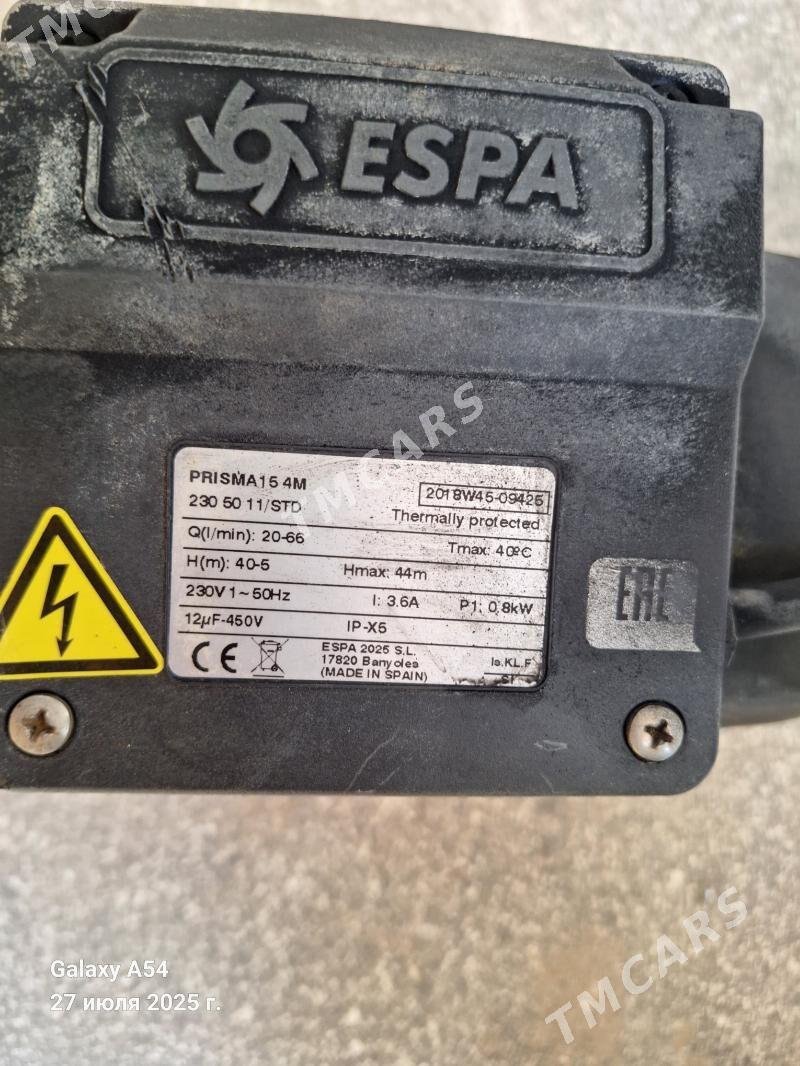 TMCARS
ESPA
PRISMA15 4M
2018W45-09425
230 50 11/STD
Thermally protected
Q(l/min): 20-66
Tmax: 40ºC
H(m): 40-5
Hmax: 44m
230V 1~50Hz
I: 3.6A
P1: 0,8kW
12µF-450V
IP-X5
CE
ESPA 2025 S.L.
17820 Banyoles
(MADE IN SPAIN)
Is.KL.F
EAC
TMCARS
TMCARS
Galaxy A54
27 июля 2025 г.